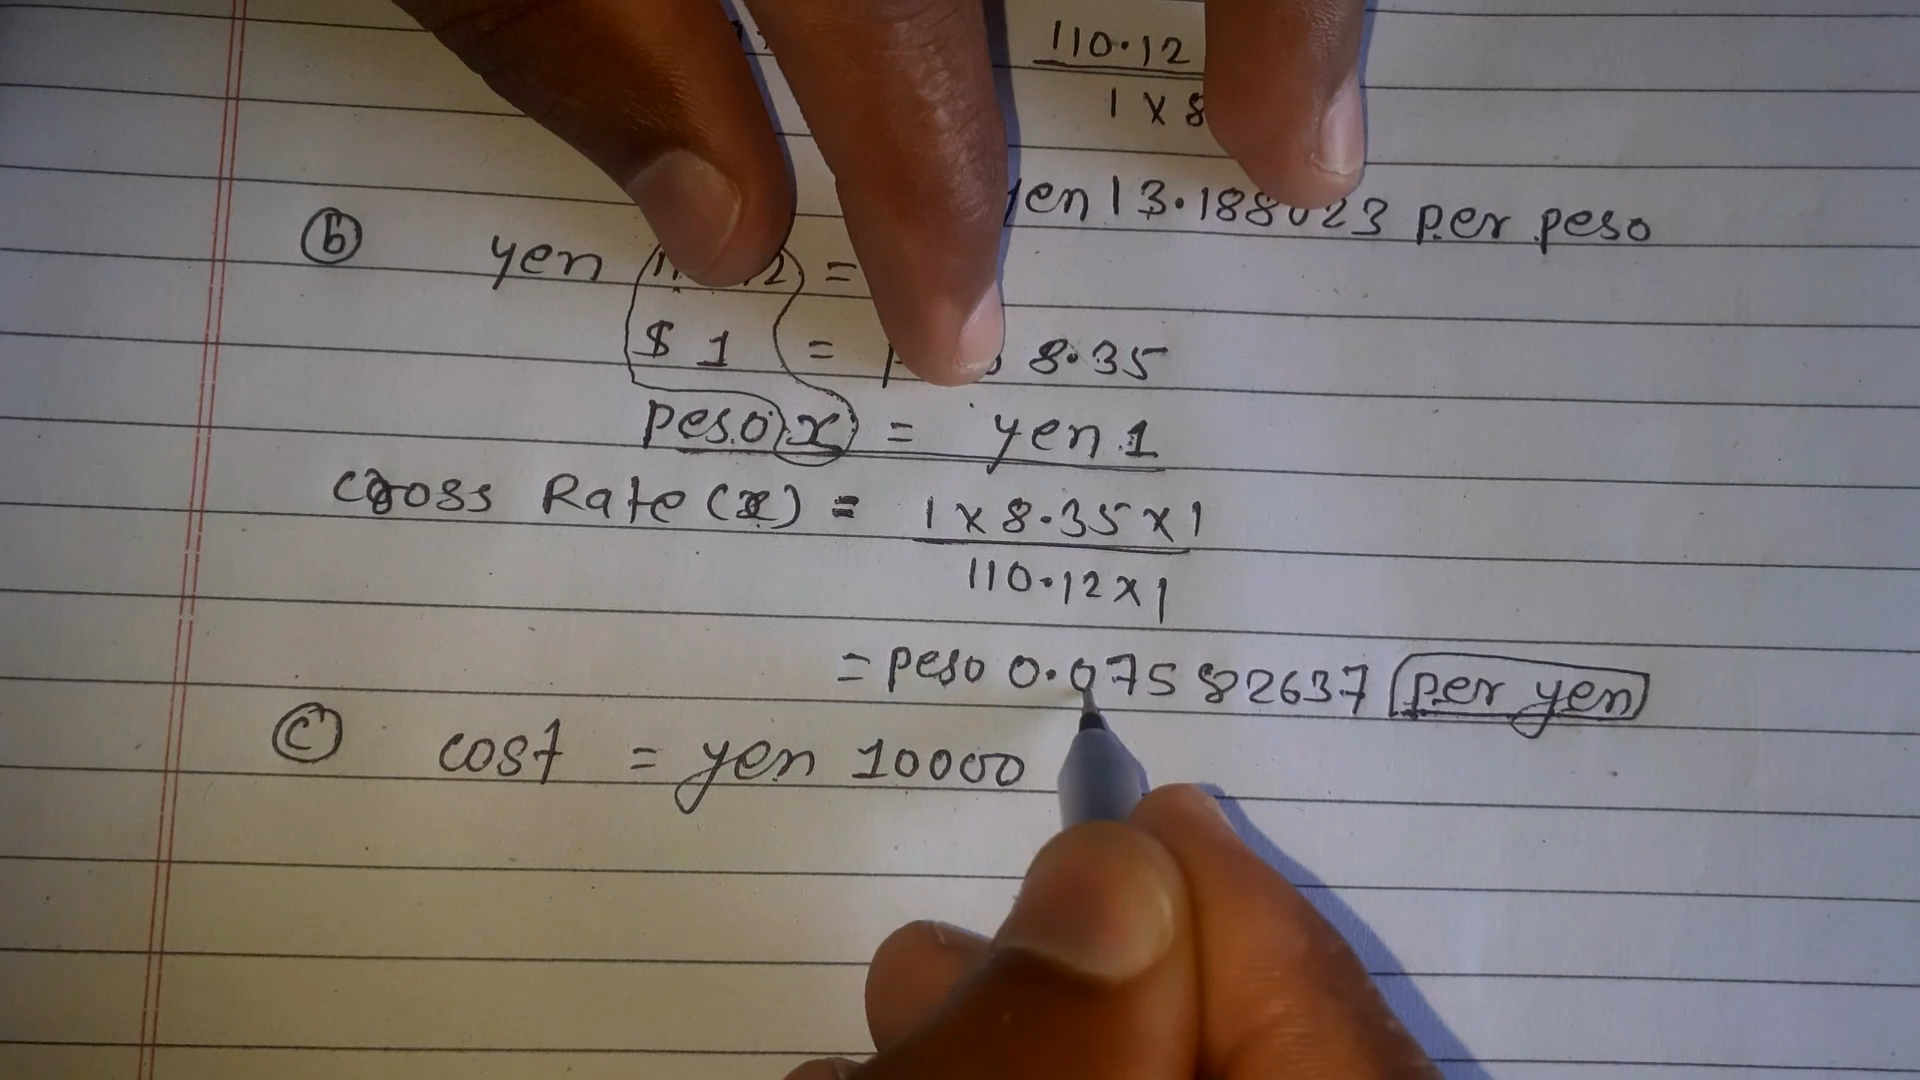 110.12
1 x 8
yen 13.188023 per peso
(b) yen =
$ 1 = 8.35
peso x = yen 1
Cross Rate (x) = 1 x 8.35 x 1
110.12 x 1
= peso 0.07582637 per yen
(c) cost = yen 10000